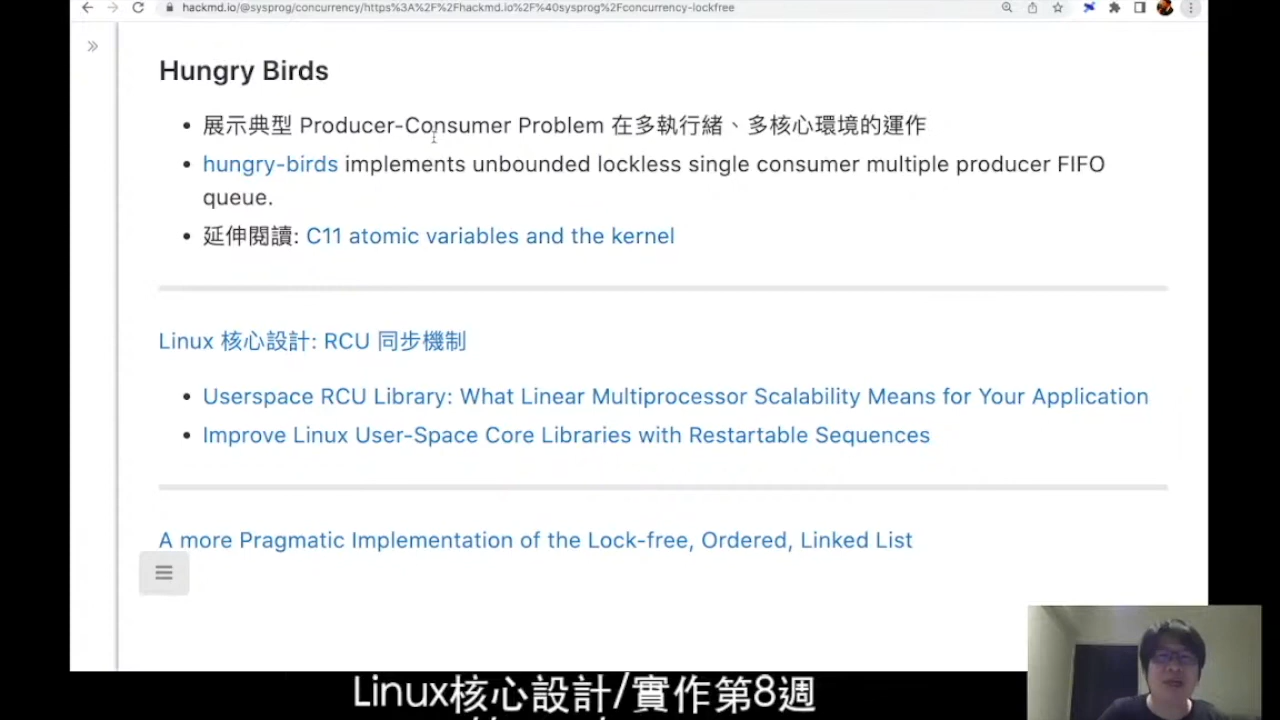 hackmd.io/@sysprog/concurrency/https%3A%2F%2Fhackmd.io%2F%40sysprog%2Fconcurrency-lockfree
Hungry Birds
展示典型 Producer-Consumer Problem 在多執行緒、多核心環境的運作
hungry-birds implements unbounded lockless single consumer multiple producer FIFO
queue.
延伸閱讀: C11 atomic variables and the kernel
Linux 核心設計: RCU 同步機制
Userspace RCU Library: What Linear Multiprocessor Scalability Means for Your Application
Improve Linux User-Space Core Libraries with Restartable Sequences
A more Pragmatic Implementation of the Lock-free, Ordered, Linked List
Linux核心設計/實作第8週